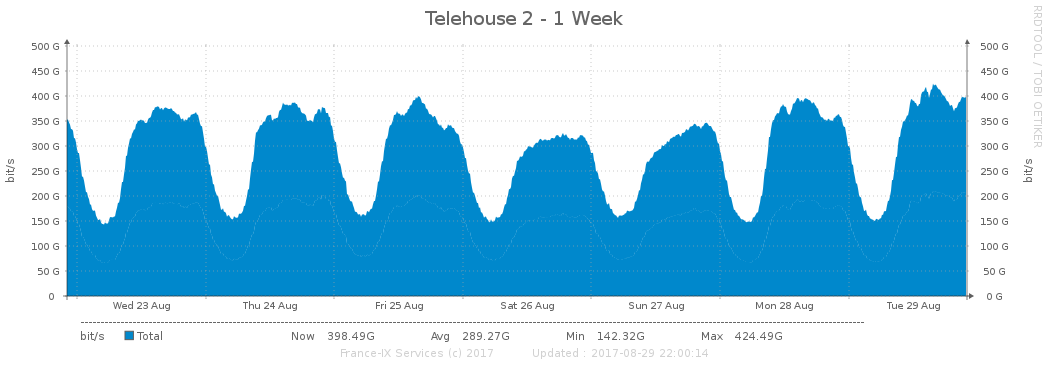 Telehouse 2 - 1 Week
RRDTOOL / TOBI OETIKER
bit/s
500 G 500 G
450 G 450 G
400 G 400 G
350 G 350 G
300 G 300 G
250 G 250 G
200 G 200 G
150 G 150 G
100 G 100 G
50 G 50 G
0 0 G
bit/s
Wed 23 Aug Thu 24 Aug Fri 25 Aug Sat 26 Aug Sun 27 Aug Mon 28 Aug Tue 29 Aug
bit/s Total Now 398.49G Avg 289.27G Min 142.32G Max 424.49G
France-IX Services (c) 2017 Updated : 2017-08-29 22:00:14